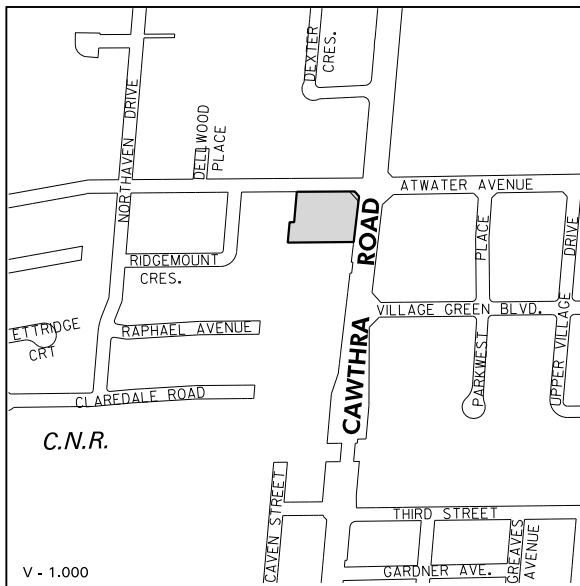 DEXTER
CRES.
NORTHAVEN DRIVE
DELLWOOD
PLACE
ATWATER AVENUE
ROAD
PLACE
DRIVE
RIDGEMOUNT
CRES.
VILLAGE GREEN BLVD.
ETTRIDGE
CRT
RAPHAEL AVENUE
CAWTHRA
PARKWEST
UPPER VILLAGE
CLAREDALE ROAD
C.N.R.
CAVEN STREET
THIRD STREET
GREAVES
AVENUE
GARDNER AVE.
V - 1.000